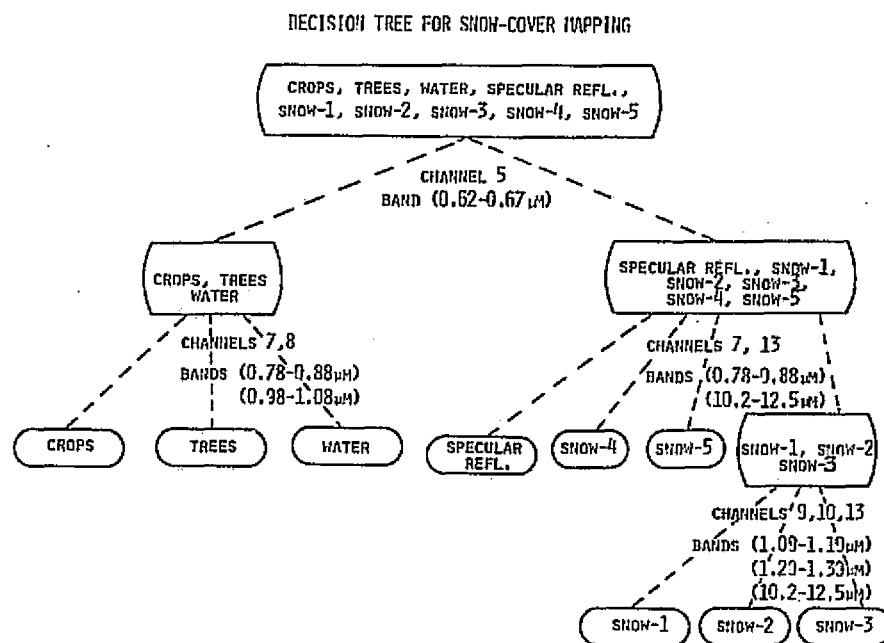 DECISION TREE FOR SNOW-COVER MAPPING
CROPS, TREES, WATER, SPECULAR REFL.,
SNOW-1, SNOW-2, SNOW-3, SNOW-4, SNOW-5
CHANNEL 5
BAND (0.62-0.67μM)
CROPS, TREES
WATER
SPECULAR REFL., SNOW-1,
SNOW-2, SNOW-3,
SNOW-4, SNOW-5
CHANNELS 7,8
BANDS (0.78-0.88μM)
(0.98-1.08μM)
CHANNELS 7, 13
BANDS (0.78-0.88μM)
(10.2-12.5μM)
CROPS
TREES
WATER
SPECULAR
REFL.
SNOW-4
SNOW-5
SNOW-1, SNOW-2
SNOW-3
CHANNELS 9,10,13
BANDS (1.09-1.19μM)
(1.20-1.30μM)
(10.2-12.5μM)
SNOW-1
SNOW-2
SNOW-3